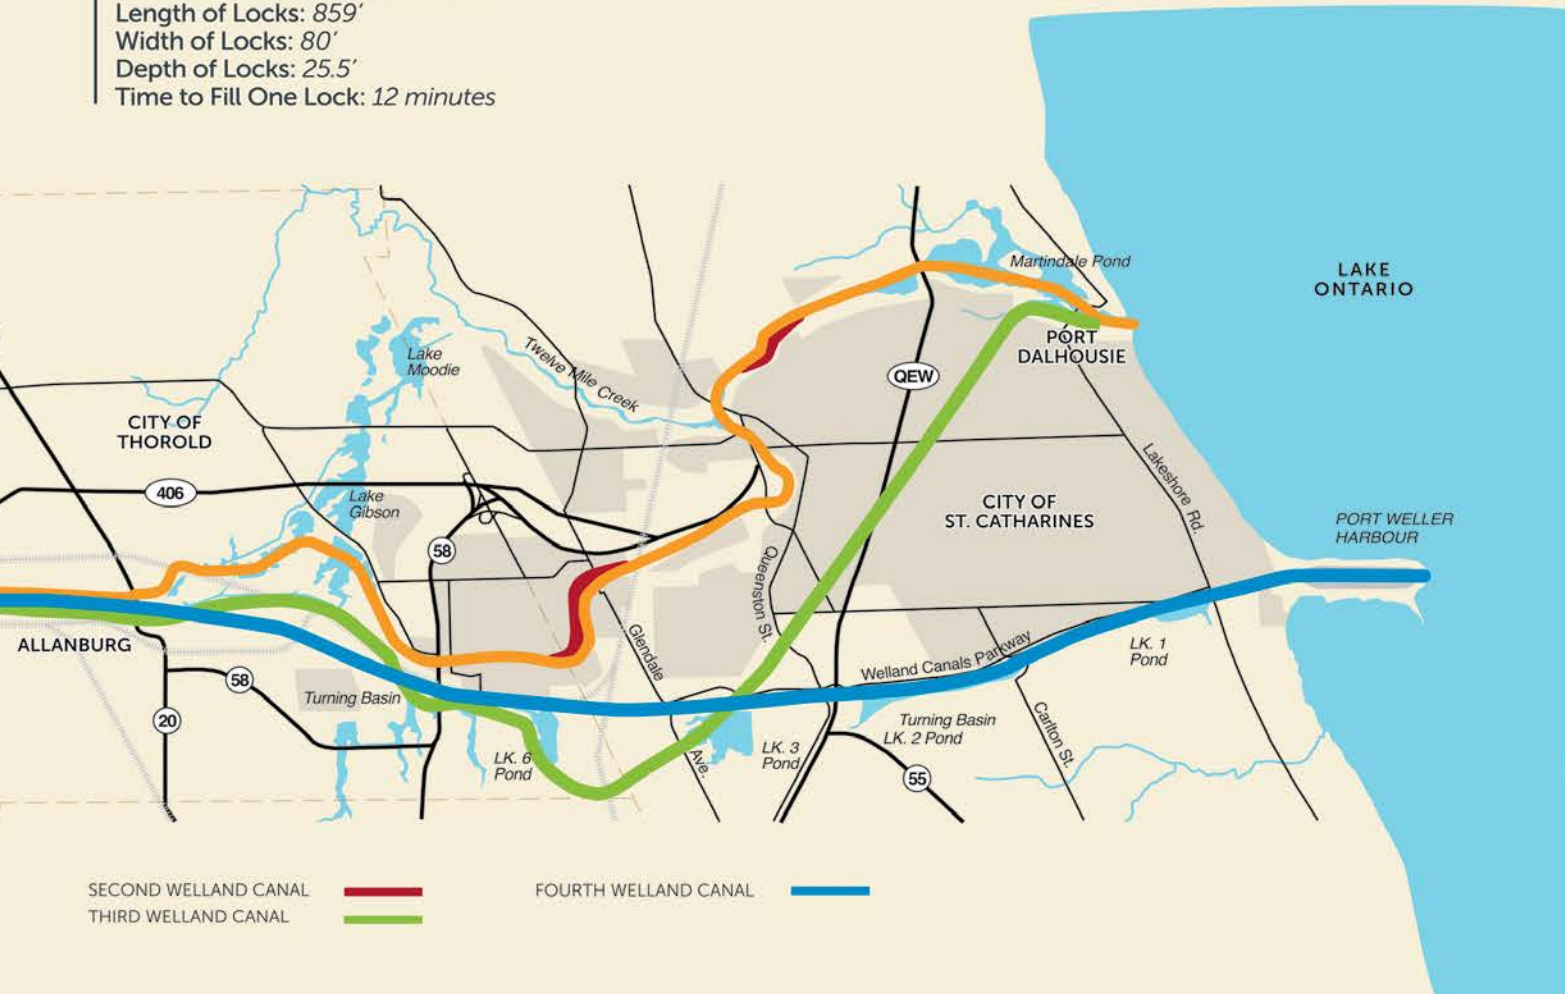 Length of Locks: 859'
Width of Locks: 80'
Depth of Locks: 25.5'
Time to Fill One Lock: 12 minutes
Martindale Pond
LAKE
ONTARIO
PORT
DALHOUSIE
Lake
Moodie
Twelve Mile Creek
QEW
CITY OF
THOROLD
406
Lake
Gibson
CITY OF
ST. CATHARINES
Lakeshore Rd.
PORT WELLER
HARBOUR
58
Queenston St.
Glendale
Ave.
ALLANBURG
LK. 1
Pond
Welland Canals Parkway
58
Turning Basin
20
Turning Basin
LK. 2 Pond
Carlton St.
LK. 6
Pond
LK. 3
Pond
55
SECOND WELLAND CANAL
THIRD WELLAND CANAL
FOURTH WELLAND CANAL